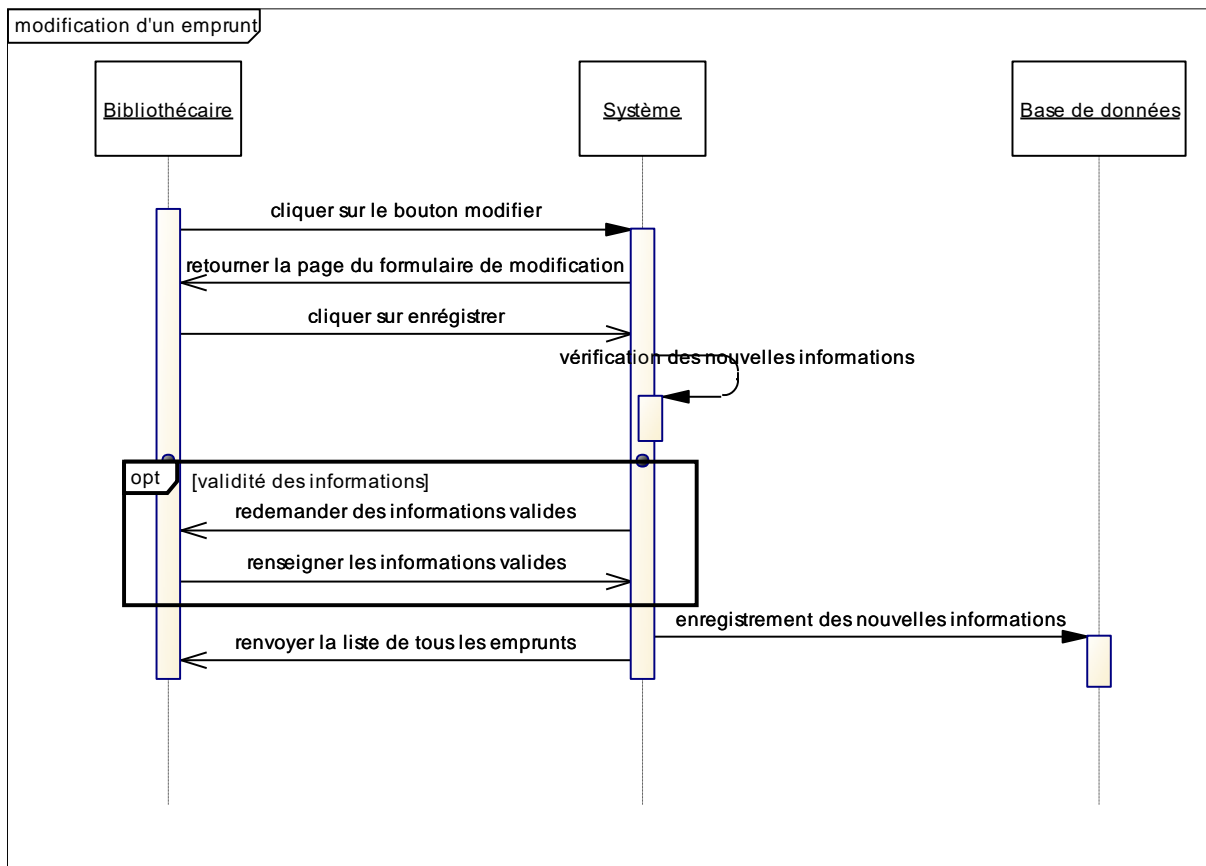 modification d'un emprunt
Bibliothécaire
Système
Base de données
cliquer sur le bouton modifier
retourner la page du formulaire de modification
cliquer sur enrégistrer
vérification des nouvelles informations
opt
[validité des informations]
redemander des informations valides
renseigner les informations valides
enregistrement des nouvelles informations
renvoyer la liste de tous les emprunts